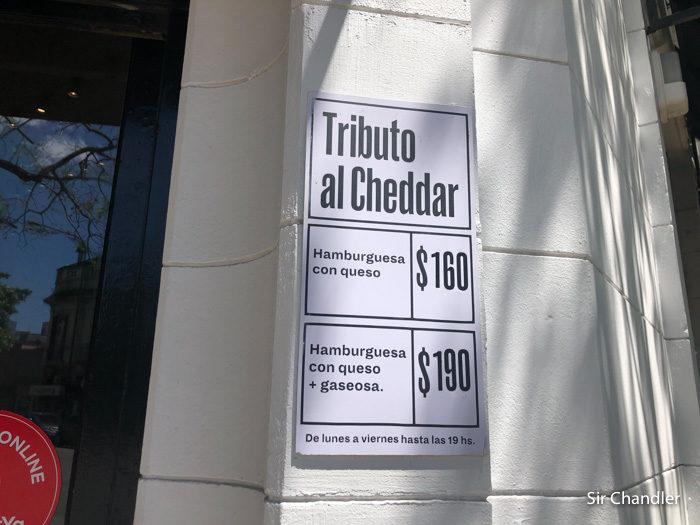 Tributo
al Cheddar
Hamburguesa
con queso
$160
Hamburguesa
con queso
+ gaseosa.
$190
De lunes a viernes hasta las 19 hs.
ONLINE
Sir Chandler